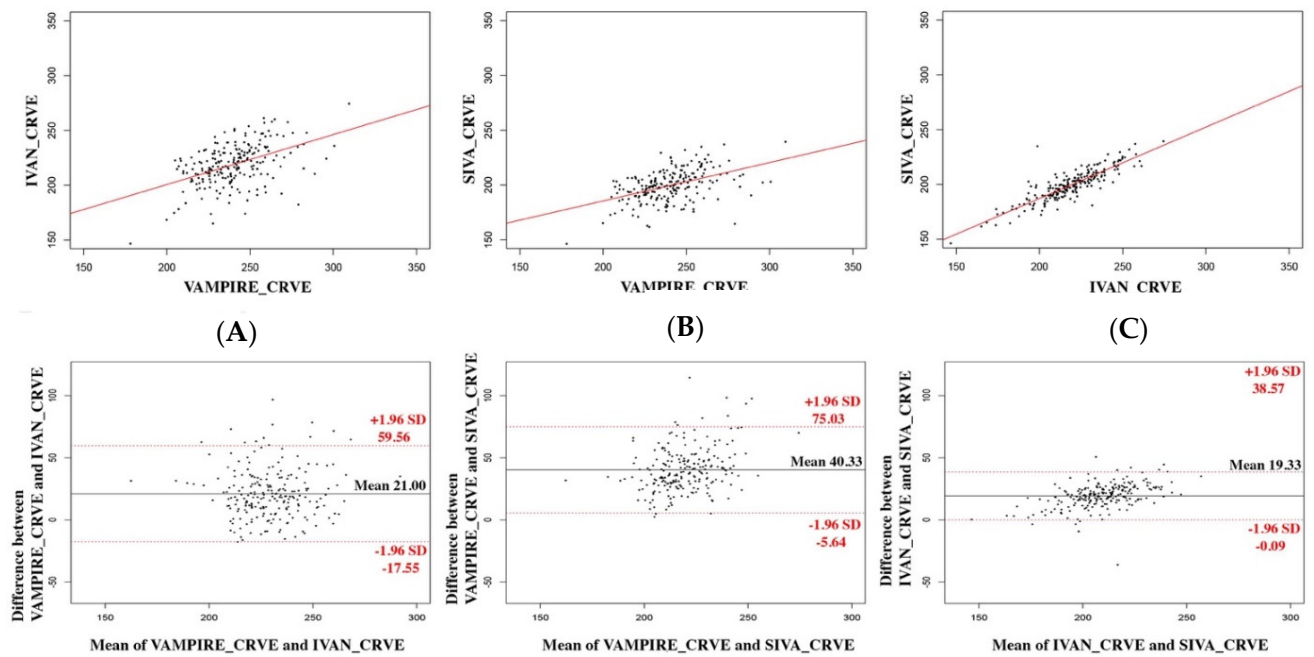 350
300
250
200
150
IVAN_CRVE
150 200 250 300 350
VAMPIRE_CRVE
(A)
350
300
250
200
150
SIVA_CRVE
150 200 250 300 350
VAMPIRE_CRVE
(B)
350
300
250
200
150
SIVA_CRVE
150 200 250 300 350
IVAN_CRVE
(C)
Difference between
VAMPIRE_CRVE and IVAN_CRVE
100
50
0
-50
+1.96 SD
59.56
Mean 21.00
-1.96 SD
-17.55
150 200 250 300
Mean of VAMPIRE_CRVE and IVAN_CRVE
Difference between
VAMPIRE_CRVE and SIVA_CRVE
100
50
0
-50
+1.96 SD
75.03
Mean 40.33
-1.96 SD
-5.64
150 200 250 300
Mean of VAMPIRE_CRVE and SIVA_CRVE
Difference between
IVAN_CRVE and SIVA_CRVE
100
50
0
-50
+1.96 SD
38.57
Mean 19.33
-1.96 SD
-0.09
150 200 250 300
Mean of IVAN_CRVE and SIVA_CRVE